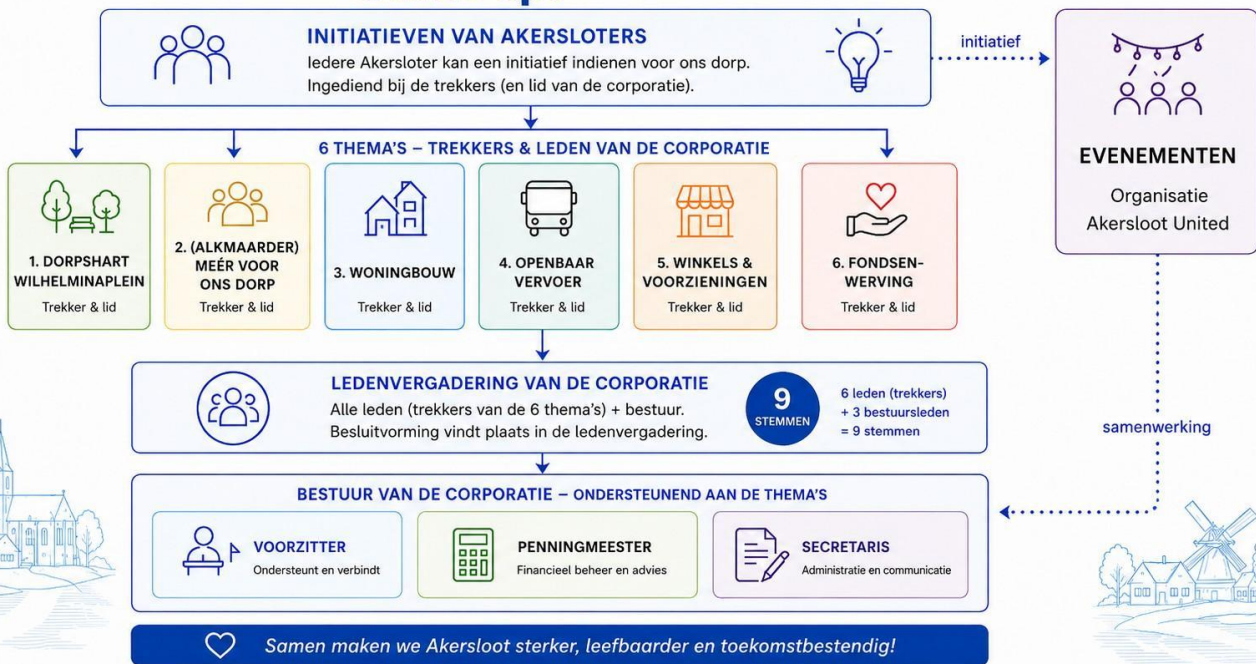 INITIATIEVEN VAN AKERSLOTERS
Iedere Akersloter kan een initiatief indienen voor ons dorp.
Ingediend bij de trekkers (en lid van de corporatie).
initiatief
EVENEMENTEN
Organisatie
Akersloot United
6 THEMA'S – TREKKERS & LEDEN VAN DE CORPORATIE
1. DORPSHART
WILHELMINAPLEIN
Trekker & lid
2. (ALKMAARDER)
MEÉR VOOR
ONS DORP
Trekker & lid
3. WONINGBOUW
Trekker & lid
4. OPENBAAR
VERVOER
Trekker & lid
5. WINKELS &
VOORZIENINGEN
Trekker & lid
6. FONDSEN-
WERVING
Trekker & lid
LEDENVERGADERING VAN DE CORPORATIE
Alle leden (trekkers van de 6 thema's) + bestuur.
Besluitvorming vindt plaats in de ledenvergadering.
9
STEMMEN
6 leden (trekkers)
+ 3 bestuursleden
= 9 stemmen
samenwerking
BESTUUR VAN DE CORPORATIE – ONDERSTEUNEND AAN DE THEMA'S
VOORZITTER
Ondersteunt en verbindt
PENNINGMEESTER
Financieel beheer en advies
SECRETARIS
Administratie en communicatie
Samen maken we Akersloot sterker, leefbaarder en toekomstbestendig!